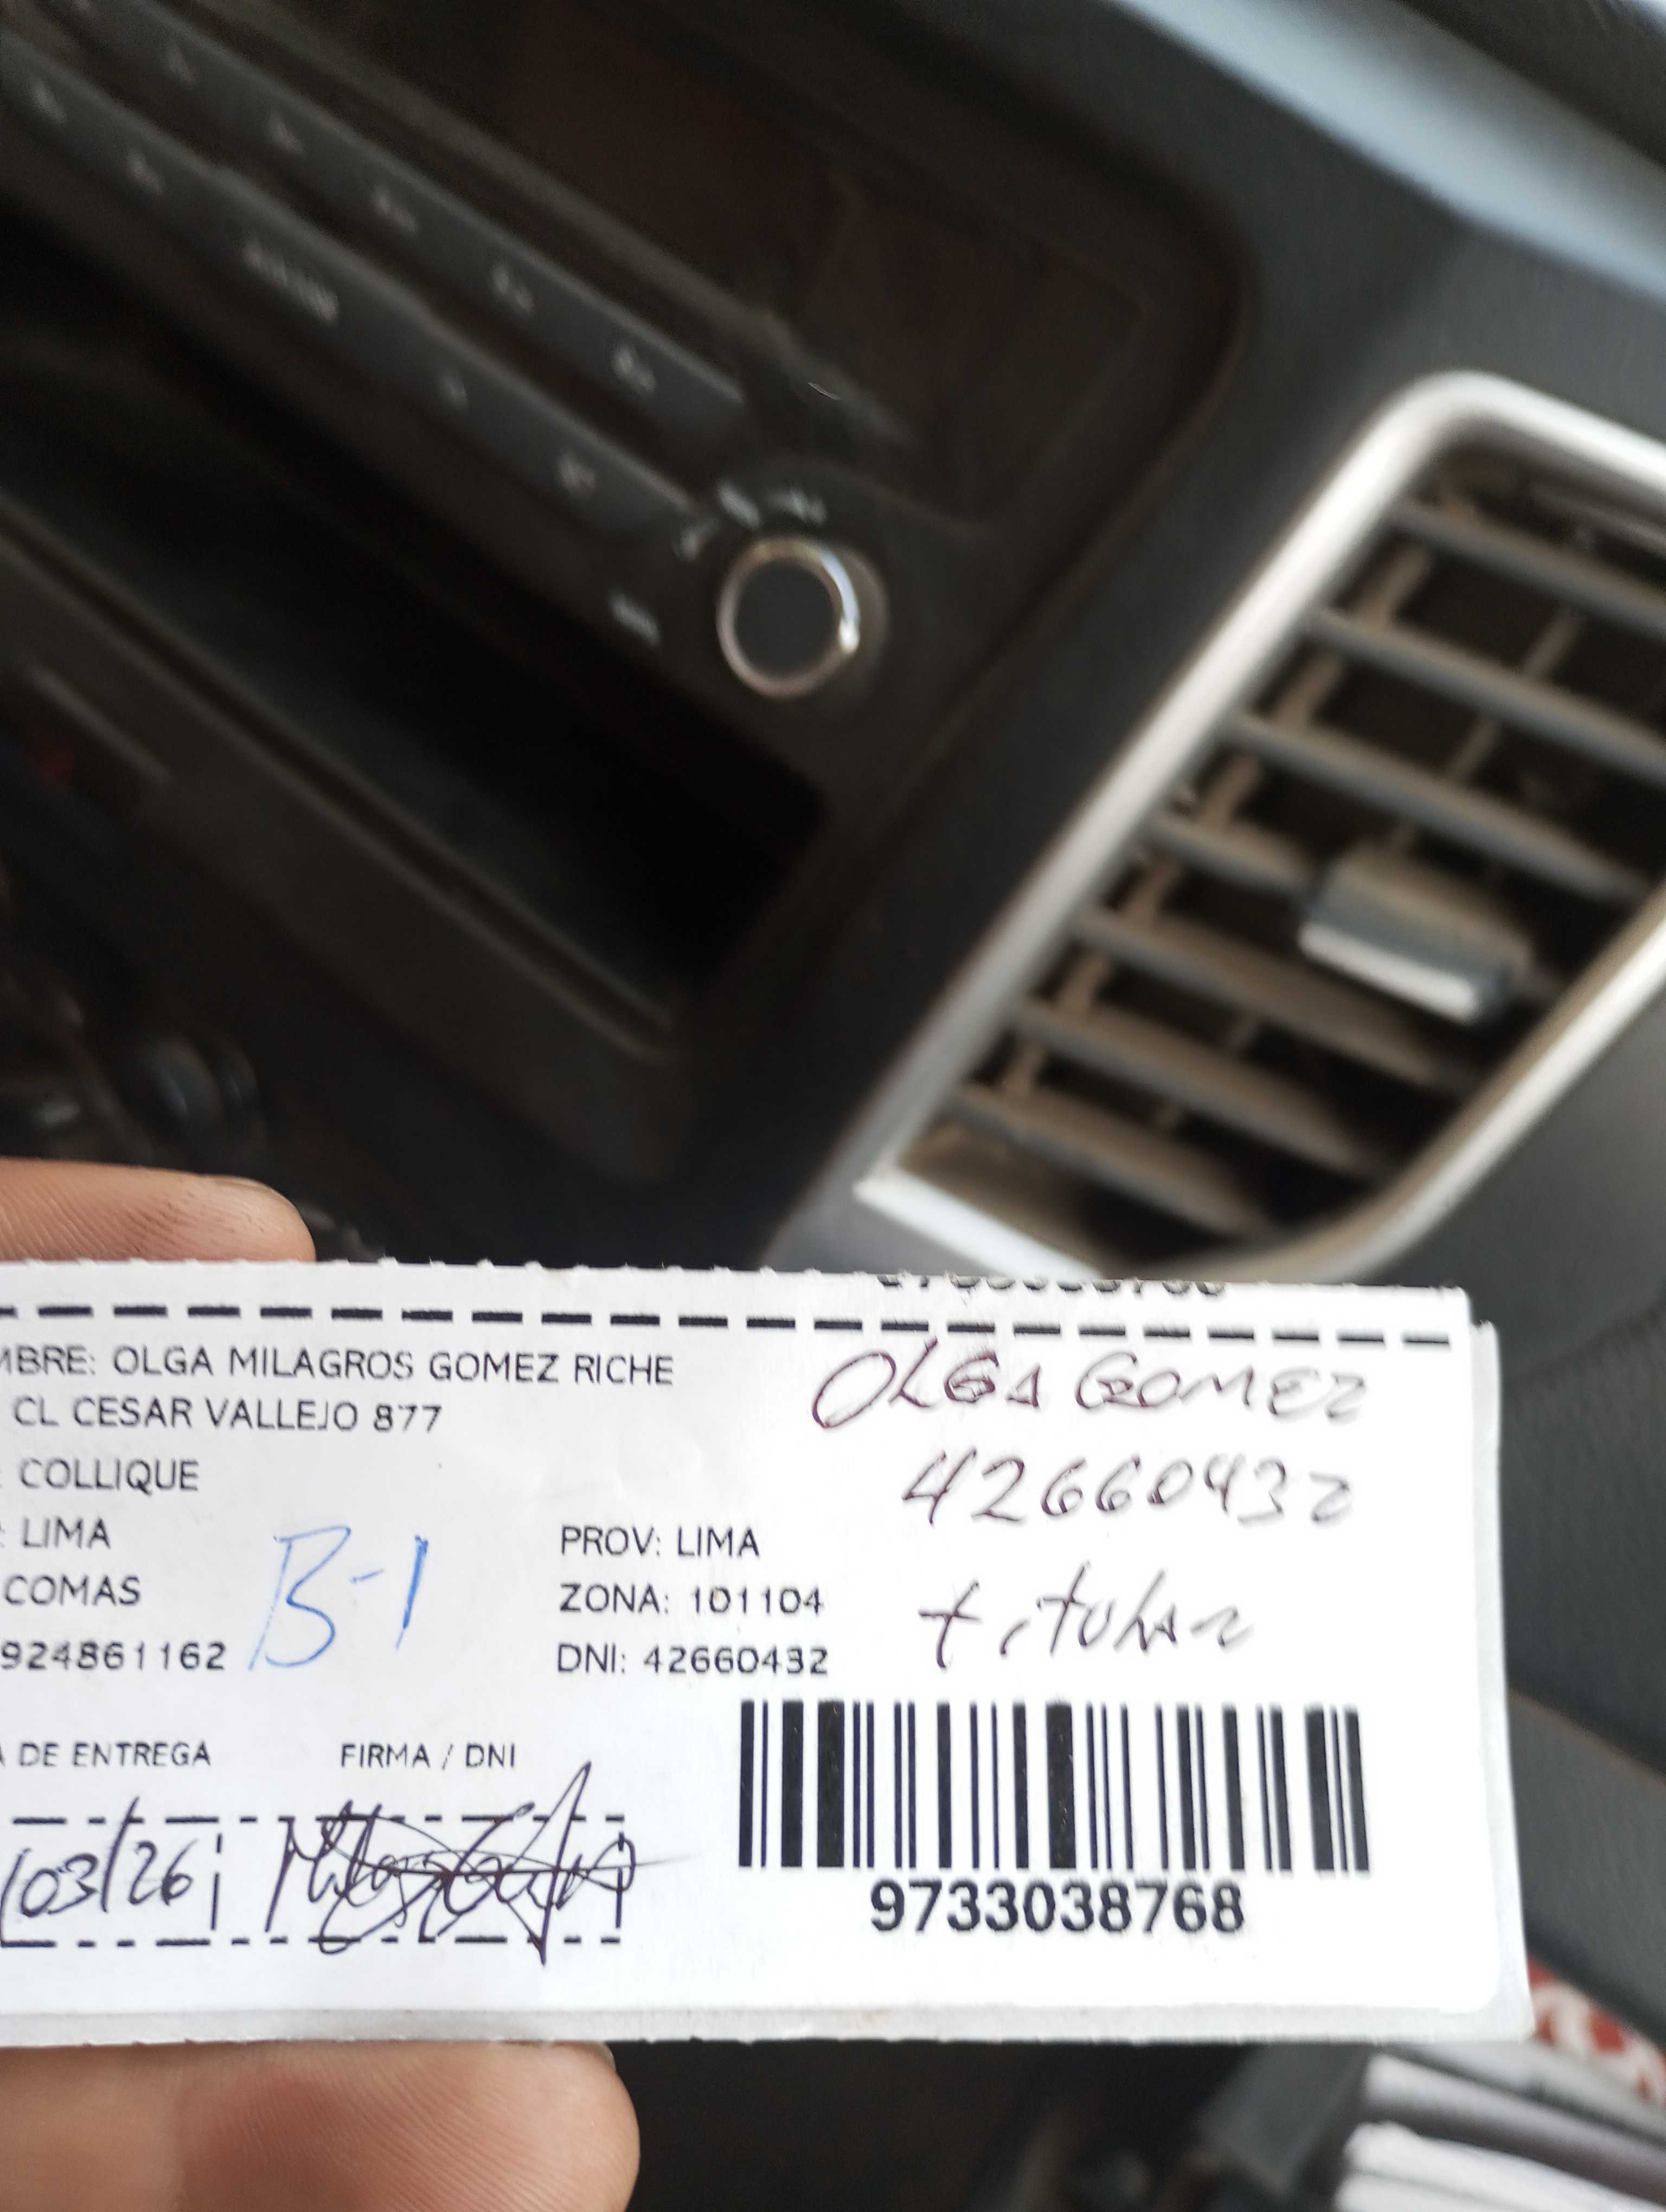 MBRE: OLGA MILAGROS GOMEZ RICHE
OLGA GOMEZ
CL CESAR VALLEJO 877
: COLLIQUE
42660432
: LIMA
B-1
PROV: LIMA
COMAS
ZONA: 101104
titular
924861162
DNI: 42660432
A DE ENTREGA
FIRMA / DNI
/03/26
9733038768